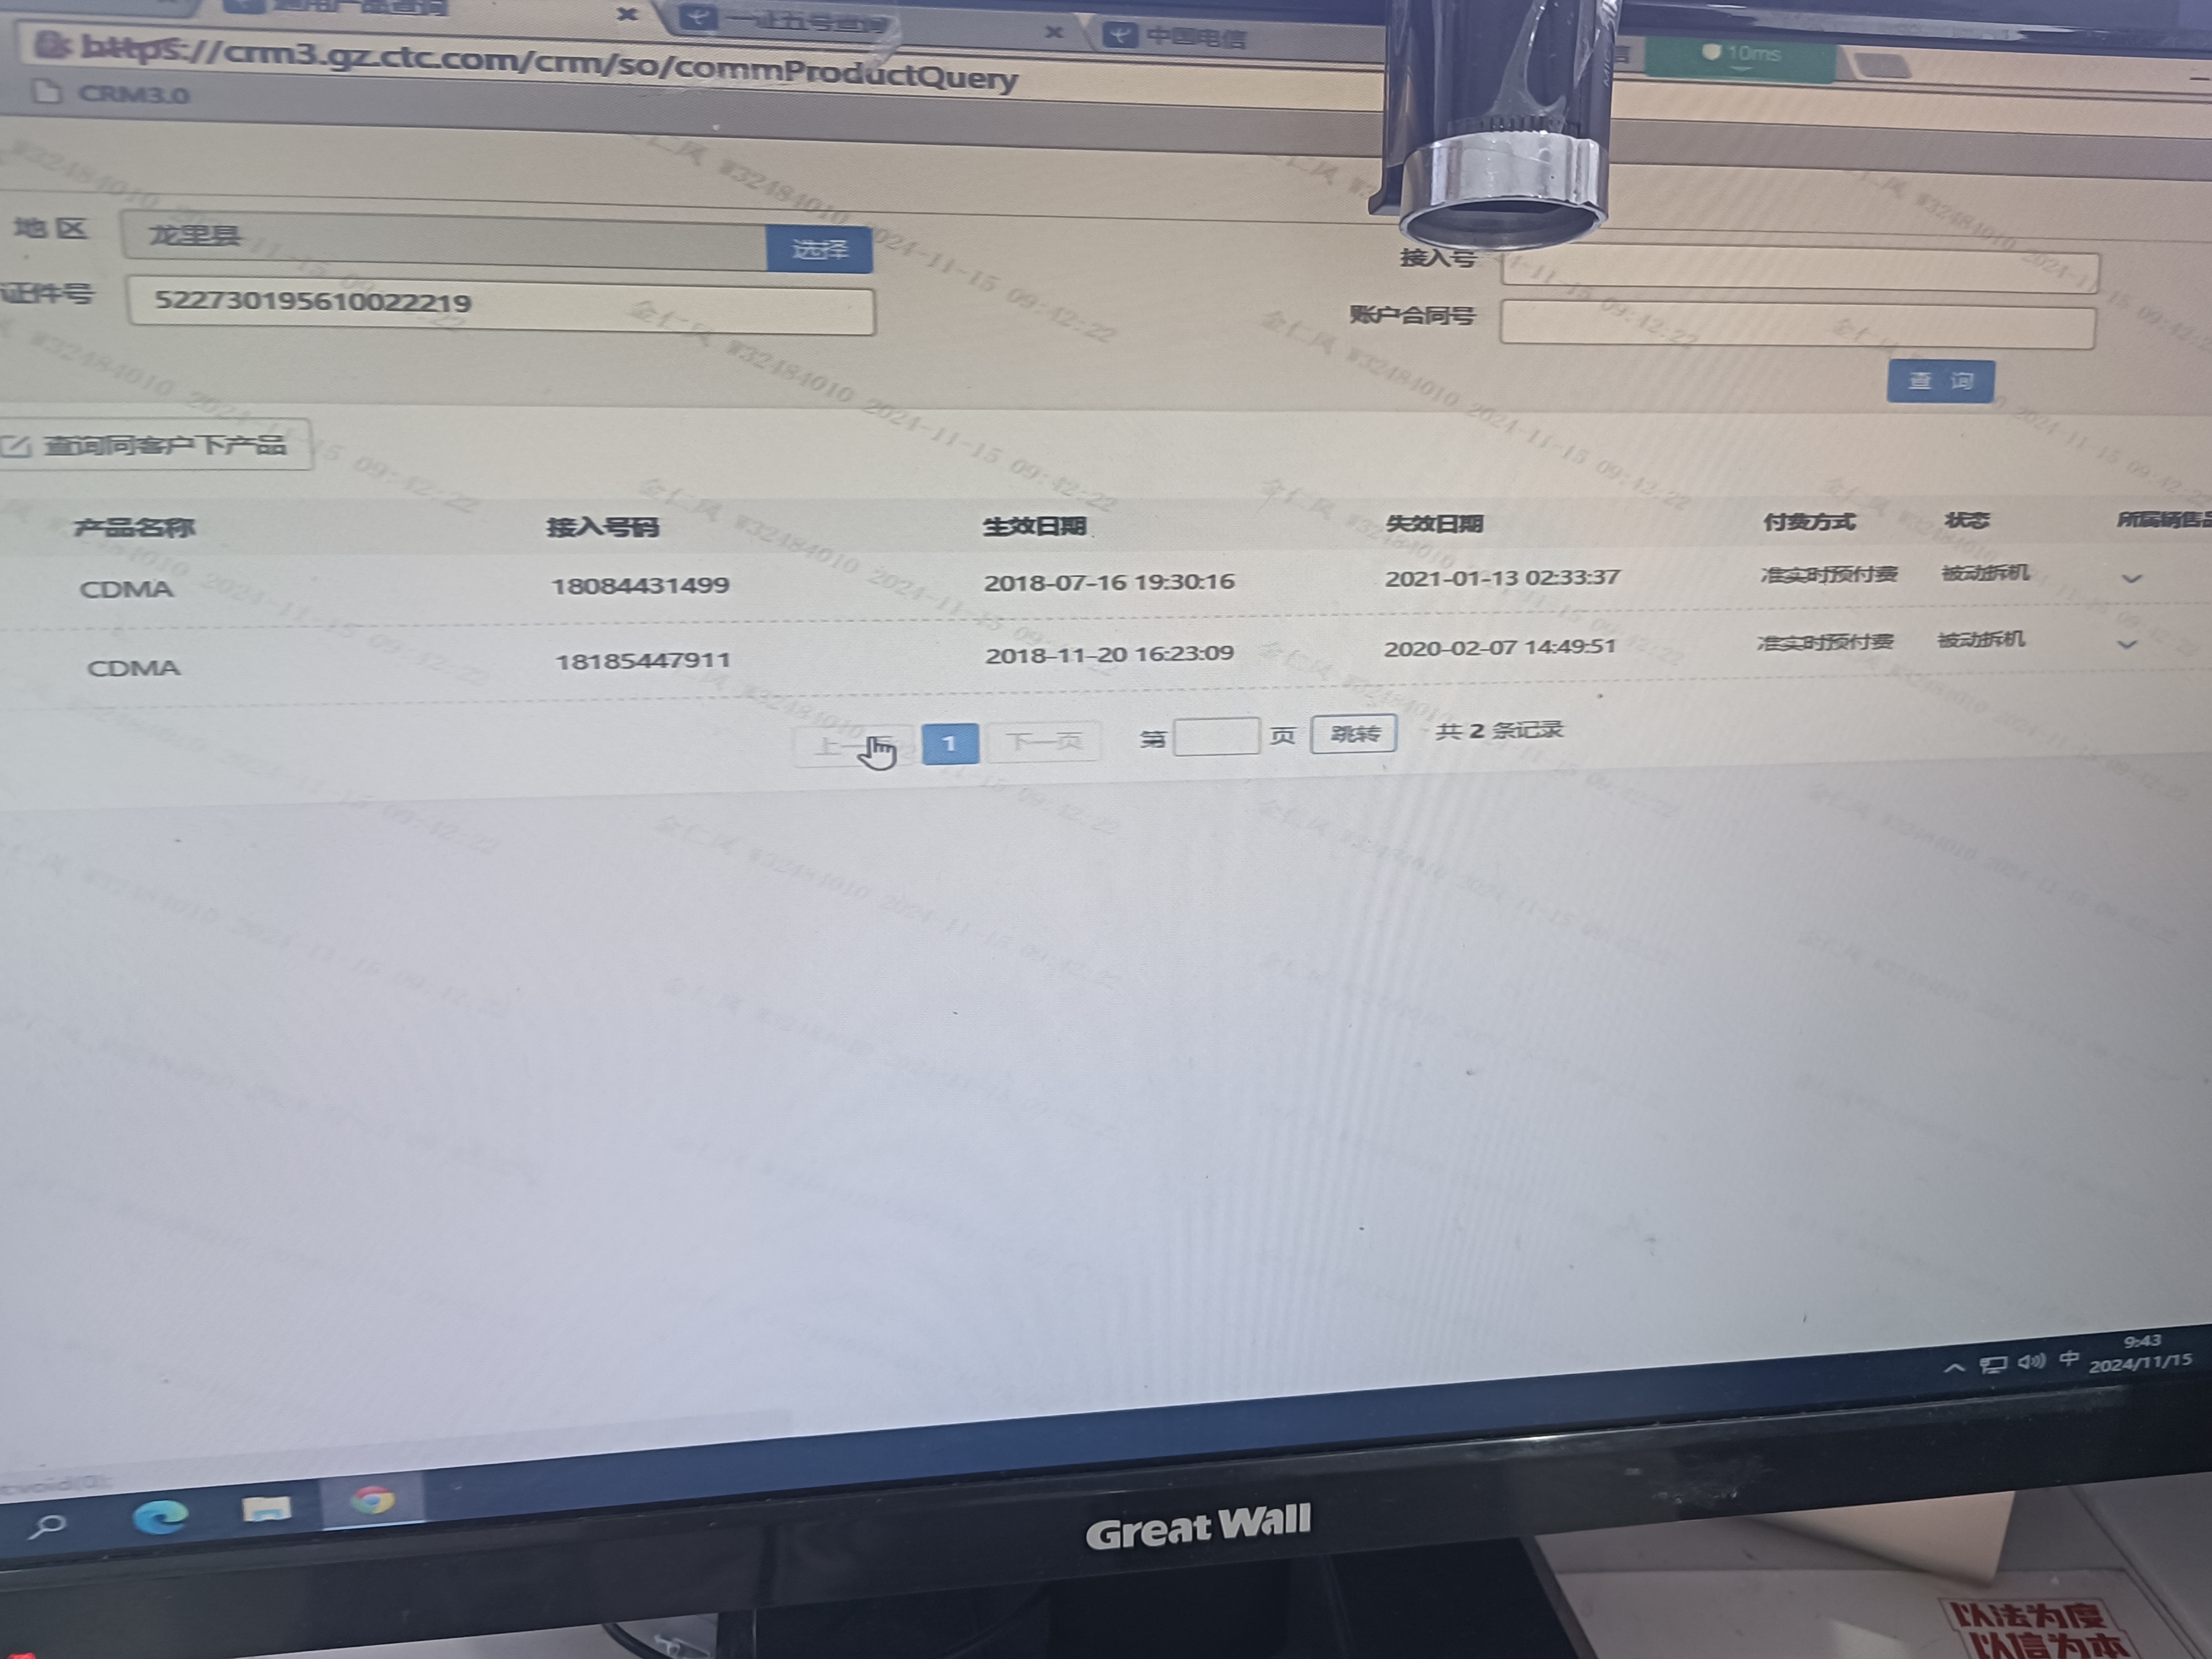 通用产品查询
一证五号查询
中国电信
10ms
https://crm3.gz.ctc.com/crm/so/commProductQuery
CRM3.0
地 区 龙里县 选择 接入号
证件号 522730195610022219 账户合同号
查 询
查询同客户下产品
产品名称 接入号码 生效日期 失效日期 付费方式 状态 所属销售品
CDMA 18084431499 2018-07-16 19:30:16 2021-01-13 02:33:37 准实时预付费 被动拆机
CDMA 18185447911 2018-11-20 16:23:09 2020-02-07 14:49:51 准实时预付费 被动拆机
1 下一页 第 页 跳转 共 2 条记录
W32484010 2024-11-15 09:42:22
中
9:43
2024/11/15
Great Wall
以法为度
以信为本